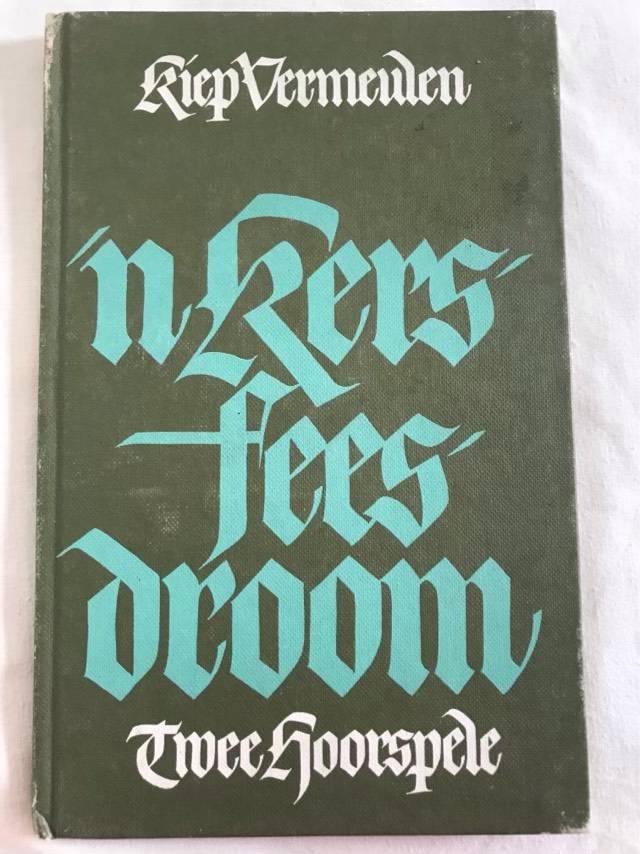 Kiep Vermeulen
'n Kers-
fees-
droom
Twee Hoorspele